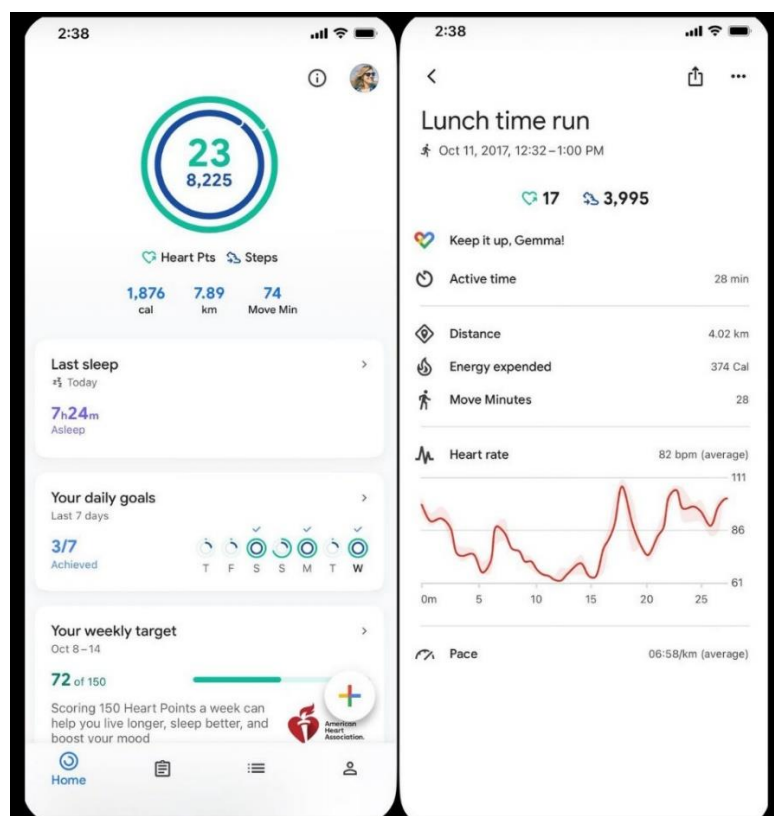 2:38
23
8,225
Heart Pts Steps
1,876 7.89 74
cal km Move Min
Last sleep
Today
7h24m
Asleep
Your daily goals
Last 7 days
3/7
Achieved
T F S S M T W
Your weekly target
Oct 8–14
72 of 150
Scoring 150 Heart Points a week can
help you live longer, sleep better, and
boost your mood
American
Heart
Association.
Home
2:38
Lunch time run
Oct 11, 2017, 12:32–1:00 PM
17 3,995
Keep it up, Gemma!
Active time 28 min
Distance 4.02 km
Energy expended 374 Cal
Move Minutes 28
Heart rate 82 bpm (average)
111
86
61
0m 5 10 15 20 25
Pace 06:58/km (average)